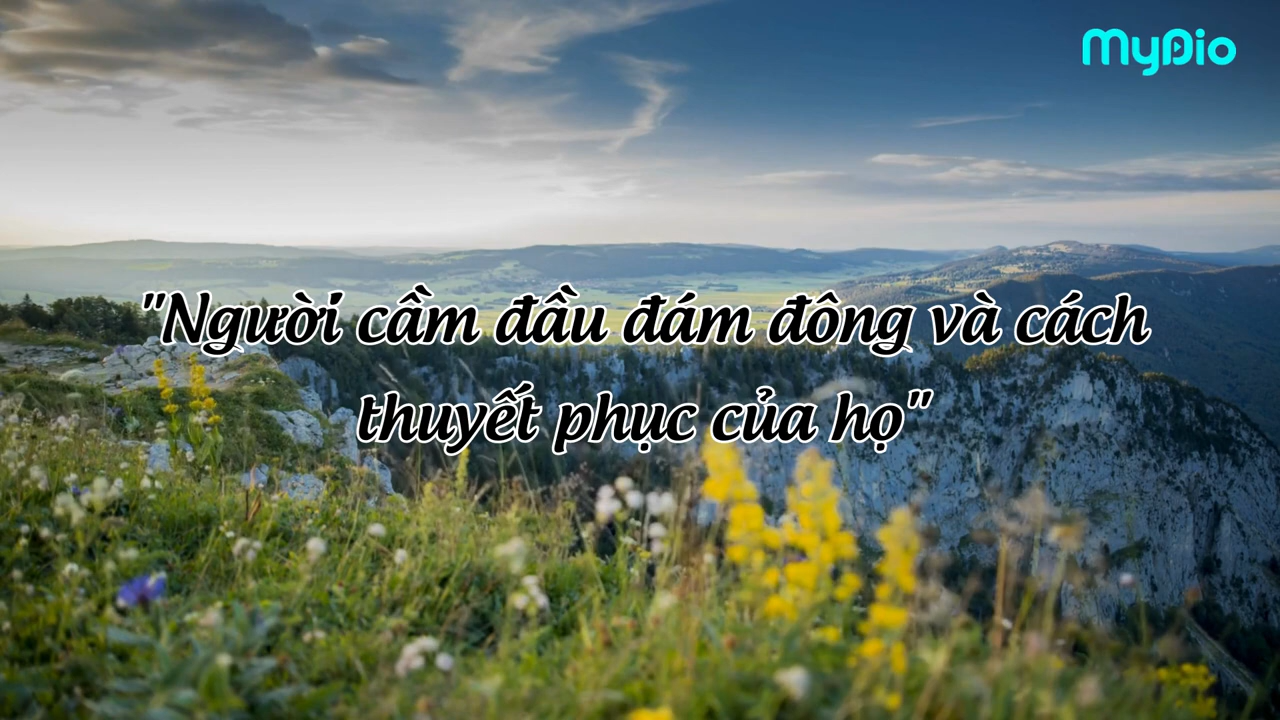 MyDio
"Người cầm đầu đám đông và cách
thuyết phục của họ"